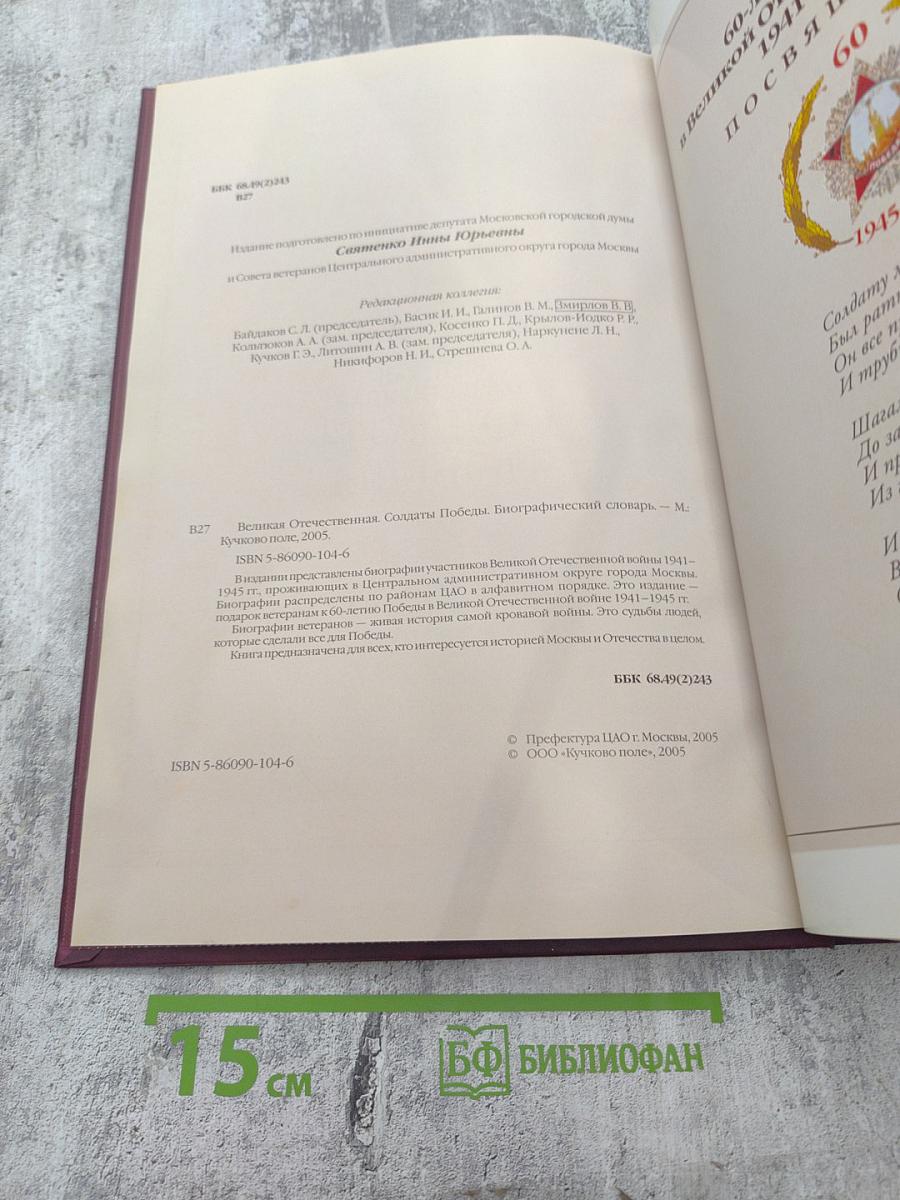 ББК 68.49(2)243
В27
Издание подготовлено по инициативе депутата Московской городской думы
Святенко Инны Юрьевны
и Совета ветеранов Центрального административного округа города Москвы
Редакционная коллегия:
Байдаков С. Л. (председатель), Басик И. И., Галинов В. М., Змирлов В. В.,
Кольтюков А. А. (зам. председателя), Косенко П. Д., Крылов-Иодко Р. Р.,
Кучков Г. Э., Литошин А. В. (зам. председателя), Наркунене Л. Н.,
Никифоров Н. И., Стрешнева О. А.
В27 Великая Отечественная. Солдаты Победы. Биографический словарь. — М.:
Кучково поле, 2005.
ISBN 5-86090-104-6
В издании представлены биографии участников Великой Отечественной войны 1941–
1945 гг., проживающих в Центральном административном округе города Москвы.
Биографии распределены по районам ЦАО в алфавитном порядке. Это издание —
подарок ветеранам к 60-летию Победы в Великой Отечественной войне 1941–1945 гг.
Биографии ветеранов — живая история самой кровавой войны. Это судьбы людей,
которые сделали все для Победы.
Книга предназначена для всех, кто интересуется историей Москвы и Отечества в целом.
ББК 68.49(2)243
© Префектура ЦАО г. Москвы, 2005
© ООО «Кучково поле», 2005
ISBN 5-86090-104-6
60-
в Великой
1941
60
1945
Солдату
Был
Он все
И
Шагал
До
И
Из
И
В
15 см
БФ БИБЛИОФАН